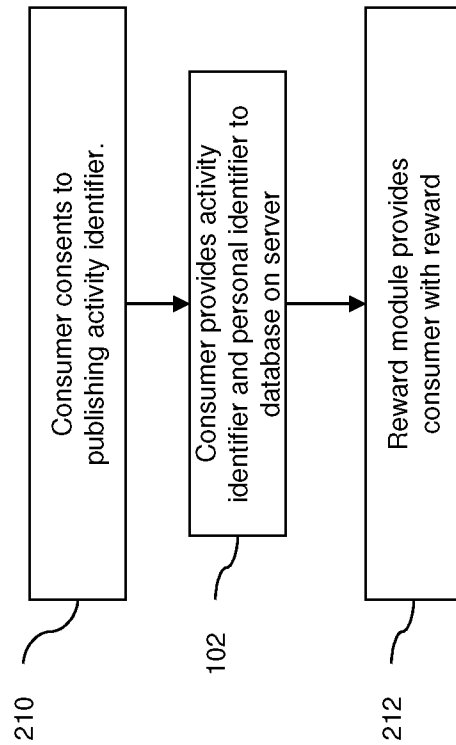 Consumer consents to
publishing activity identifier.
210
Consumer provides activity
identifier and personal identifier to
database on server
102
Reward module provides
consumer with reward
212